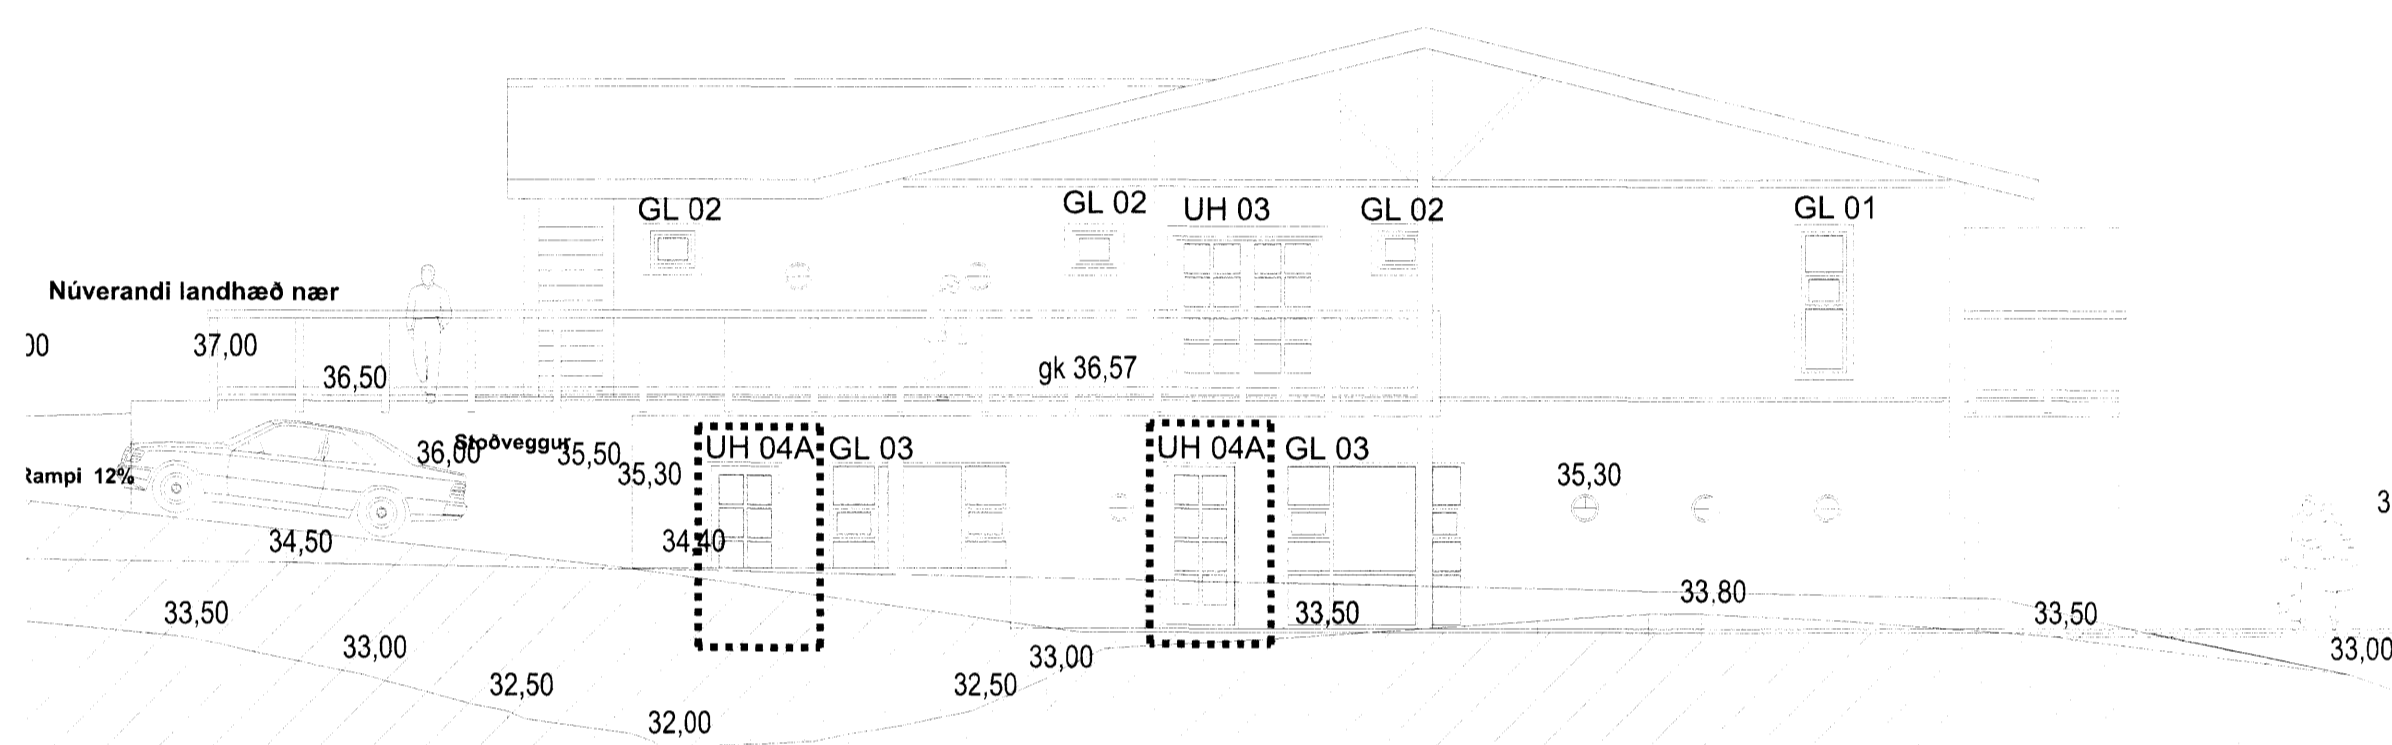 GL 02
GL 02
UH 03
GL 02
GL 01
Núverandi landhæð nær
00
37,00
36,50
gk 36,57
36,00
Stoðveggur
35,50
35,30
UH 04A
GL 03
UH 04A
GL 03
35,30
Rampi 12%
34,50
34,40
33,50
33,00
32,50
32,00
32,50
33,00
33,50
33.80
33,50
33,00
3